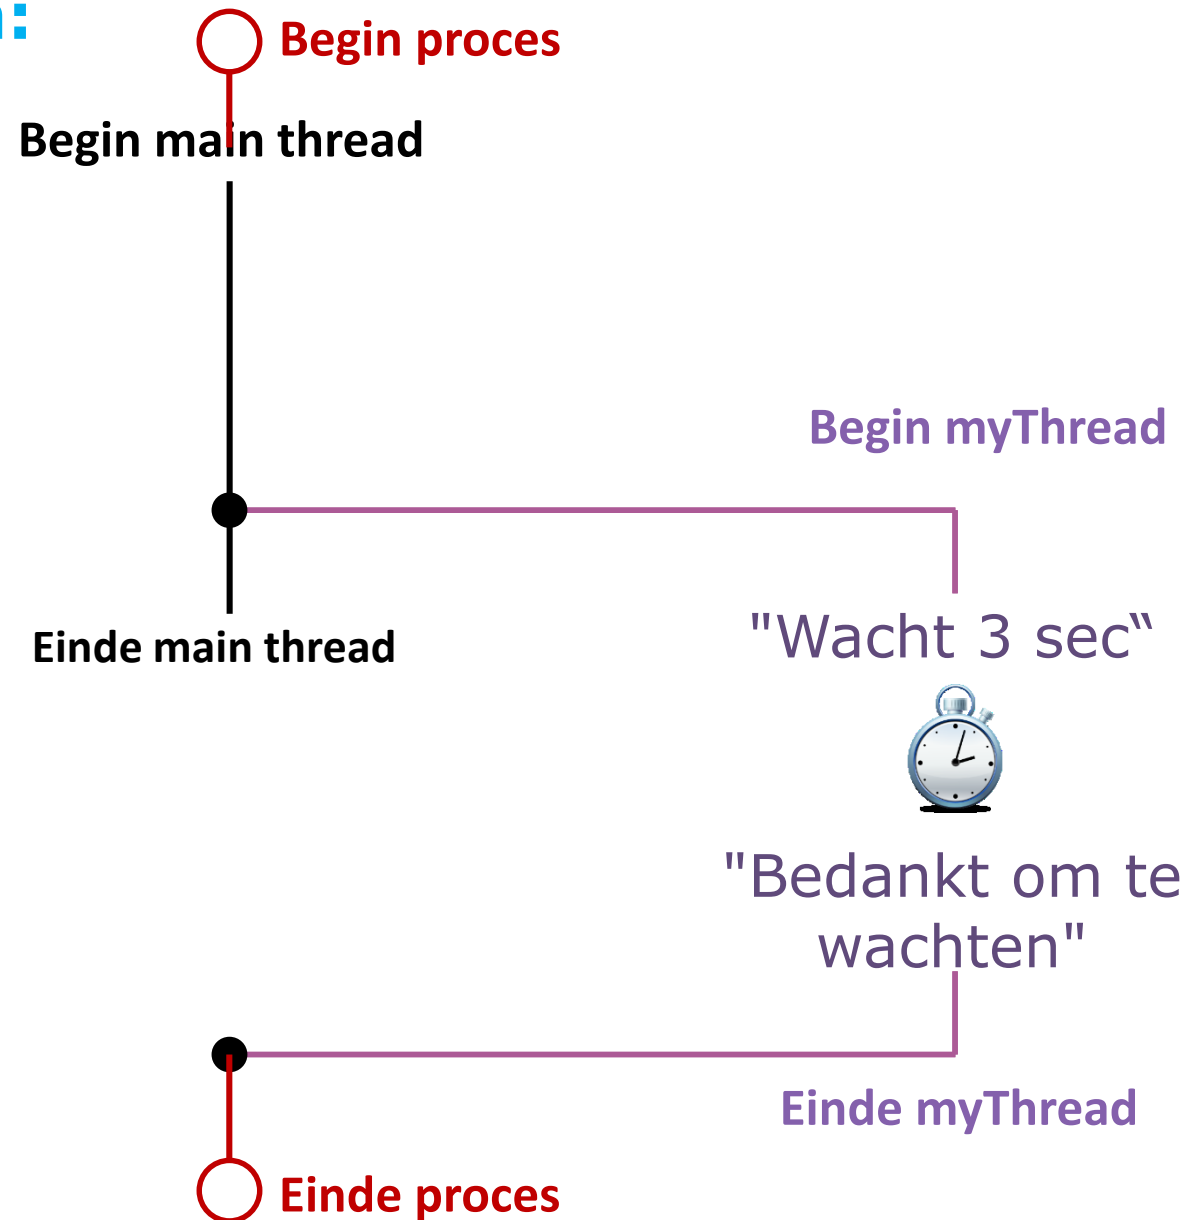 Begin proces
Begin main thread
Begin myThread
Einde main thread
"Wacht 3 sec“
"Bedankt om te
wachten"
Einde myThread
Einde proces